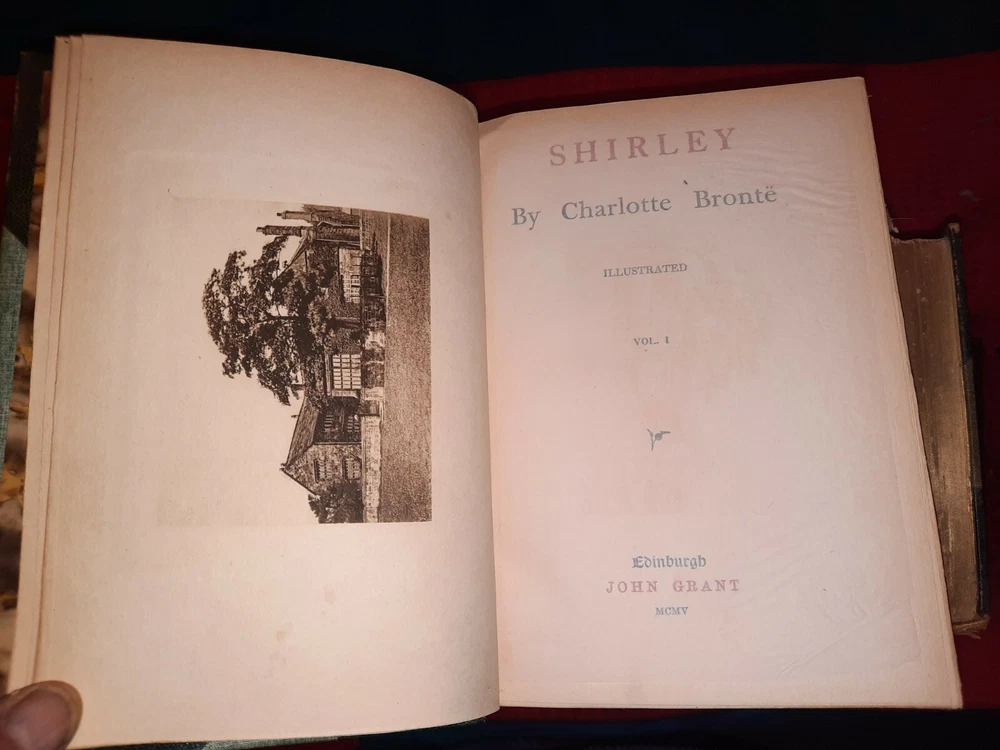 SHIRLEY
By Charlotte Brontë
ILLUSTRATED
VOL. I
Edinburgh
JOHN GRANT
MCMV